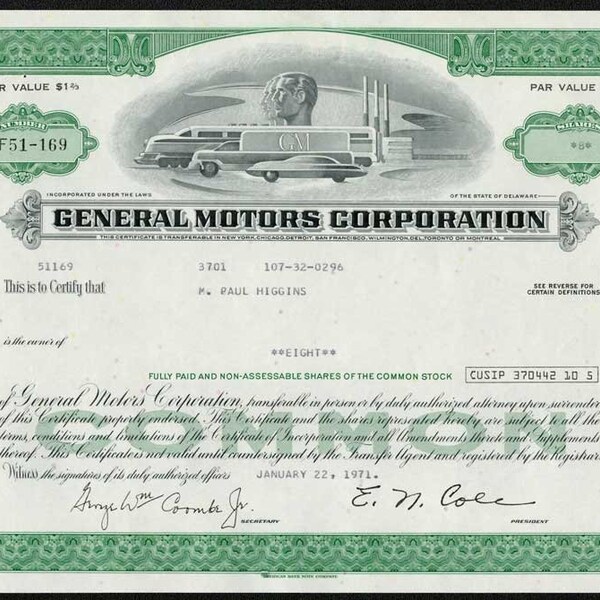 R VALUE $1⅔
PAR VALUE
NUMBER
SHARES
F51-169
*8*
GM
INCORPORATED UNDER THE LAWS
OF THE STATE OF DELAWARE
GENERAL MOTORS CORPORATION
THIS CERTIFICATE IS TRANSFERABLE IN NEW YORK, CHICAGO, DETROIT, SAN FRANCISCO, WILMINGTON, DEL., TORONTO OR MONTREAL
51169 3701 107-32-0296
This is to Certify that M. PAUL HIGGINS
SEE REVERSE FOR
CERTAIN DEFINITIONS
is the owner of
**EIGHT**
FULLY PAID AND NON-ASSESSABLE SHARES OF THE COMMON STOCK
CUSIP 370442 10 5
COMMON
of General Motors Corporation, transferable in person or by duly authorized attorney upon surrender
of this Certificate properly endorsed. This Certificate and the shares represented hereby are subject to all the
terms, conditions and limitations of the Certificate of Incorporation and all Amendments thereto and Supplements
thereof. This Certificate is not valid until countersigned by the Transfer Agent and registered by the Registrar.
Witness the signatures of its duly authorized officers JANUARY 22, 1971.
George Wm Coombe Jr.
E. N. Cole
SECRETARY
PRESIDENT
AMERICAN BANK NOTE COMPANY